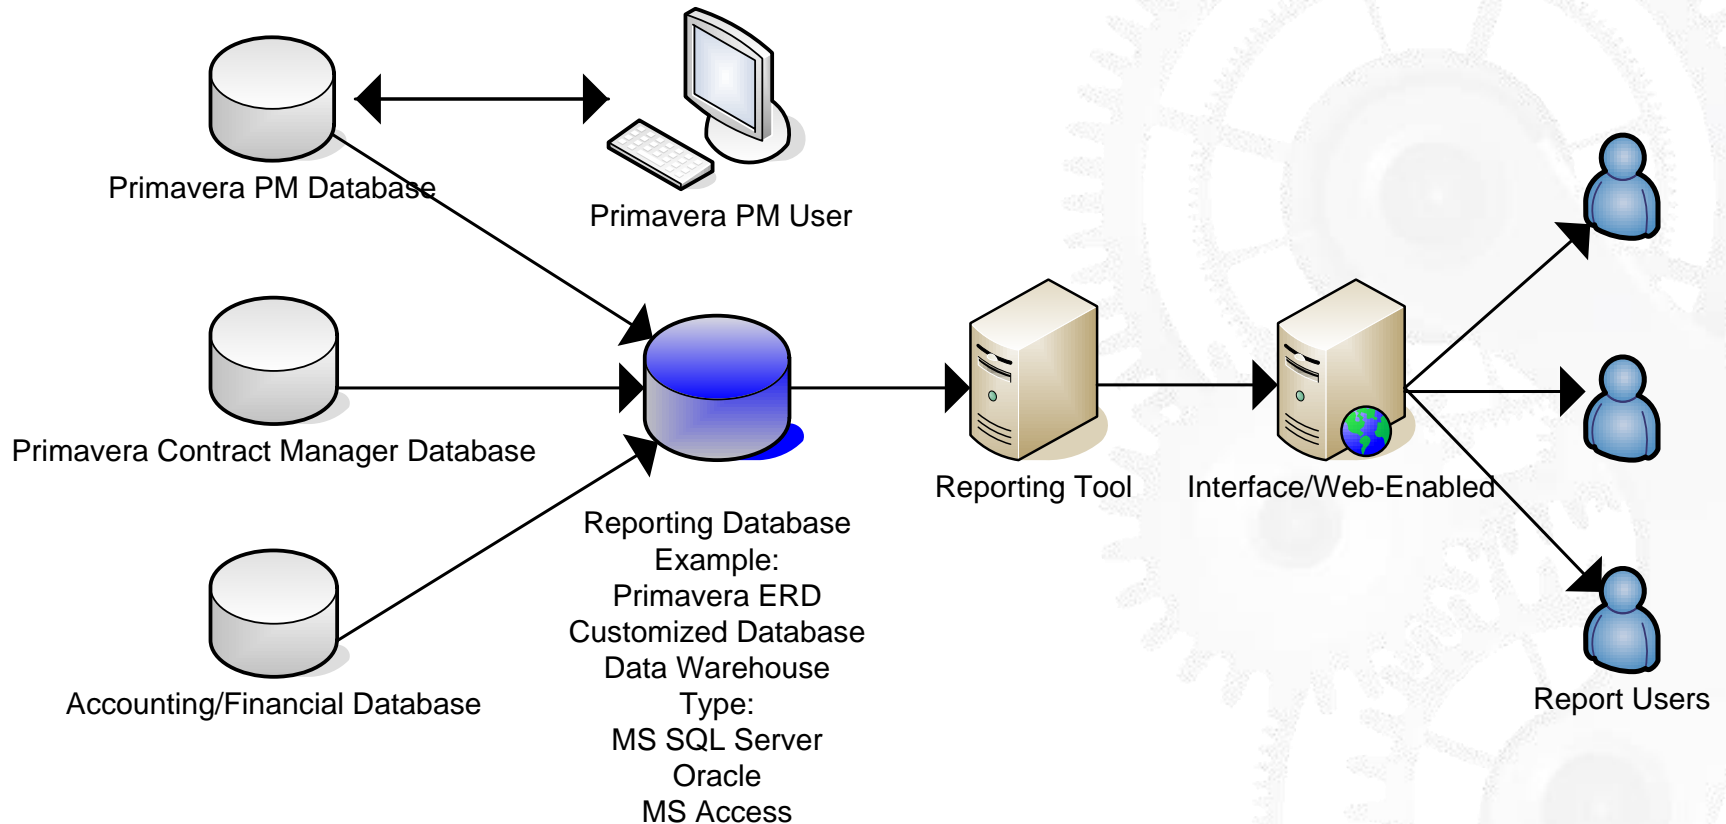 Primavera PM Database
Primavera PM User
Primavera Contract Manager Database
Reporting Tool
Interface/Web-Enabled
Reporting Database
Example:
Primavera ERD
Customized Database
Data Warehouse
Type:
MS SQL Server
Oracle
MS Access
Accounting/Financial Database
Report Users